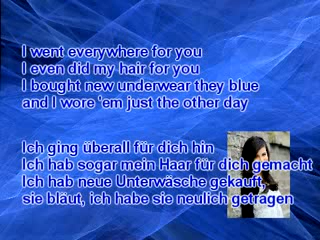 I went everywhere for you
I even did my hair for you
I bought new underwear they blue
and I wore 'em just the other day
Ich ging überall für dich hin
Ich hab sogar mein Haar für dich gemacht
Ich hab neue Unterwäsche gekauft,
sie bläut, ich habe sie neulich getragen